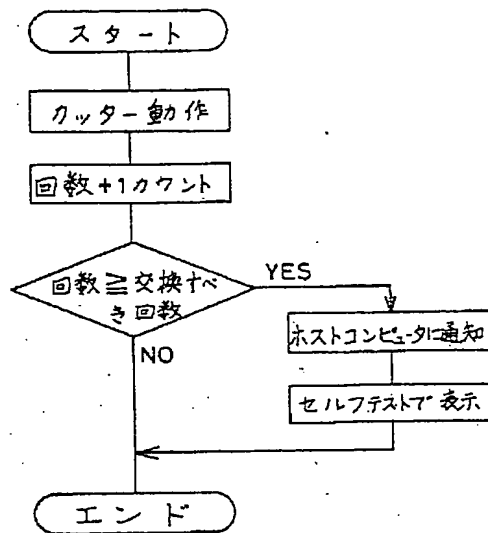 スタート
カッター動作
回数+1カウント
回数≧交換すべ
き回数
YES
ホストコンピュータに通知
NO
セルフテストで表示
エンド